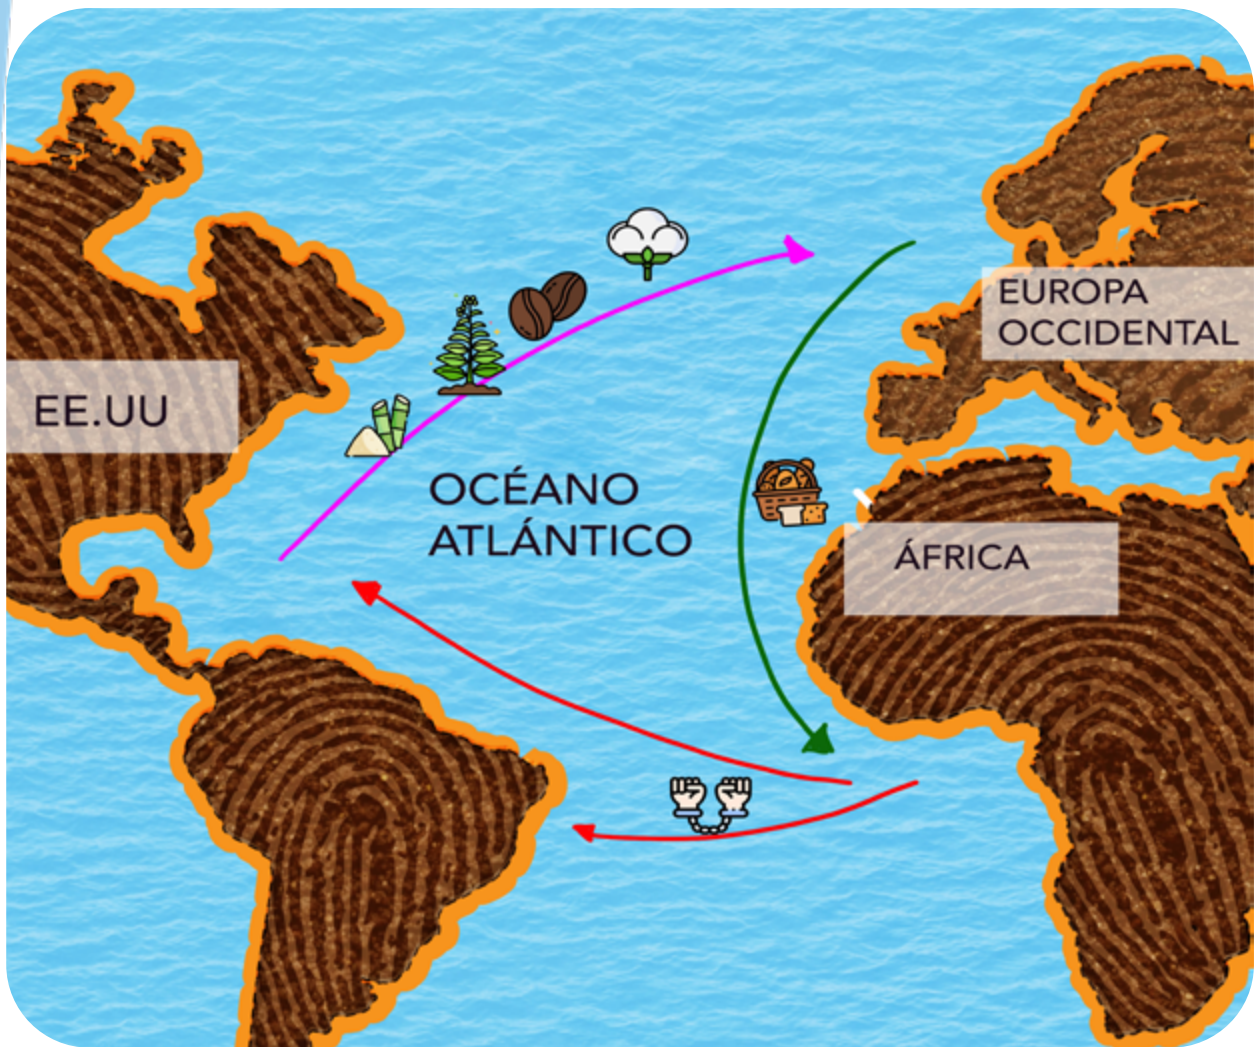 EUROPA
OCCIDENTAL
EE.UU
OCÉANO
ATLÁNTICO
ÁFRICA